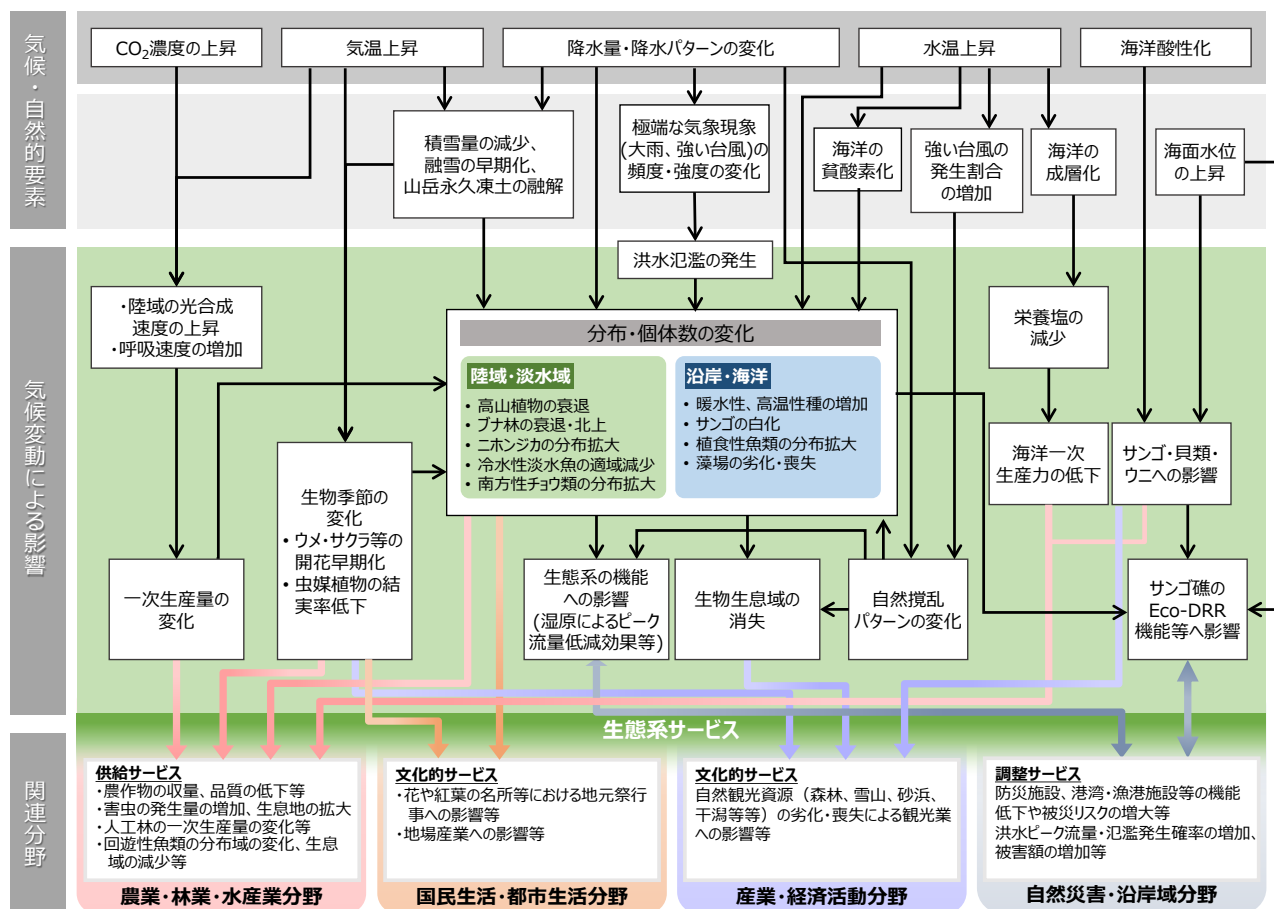 気候・自然的要素
CO₂濃度の上昇
気温上昇
降水量・降水パターンの変化
水温上昇
海洋酸性化
積雪量の減少、
融雪の早期化、
山岳永久凍土の融解
極端な気象現象
(大雨、強い台風)の
頻度・強度の変化
海洋の
貧酸素化
強い台風の
発生割合
の増加
海洋の
成層化
海面水位
の上昇
気候変動による影響
洪水氾濫の発生
・陸域の光合成
速度の上昇
・呼吸速度の増加
栄養塩の
減少
分布・個体数の変化
陸域・淡水域
• 高山植物の衰退
• ブナ林の衰退・北上
• ニホンジカの分布拡大
• 冷水性淡水魚の適域減少
• 南方性チョウ類の分布拡大
沿岸・海洋
• 暖水性、高温性種の増加
• サンゴの白化
• 植食性魚類の分布拡大
• 藻場の劣化・喪失
海洋一次
生産力の低下
サンゴ・貝類・
ウニへの影響
生物季節の
変化
• ウメ・サクラ等の
開花早期化
• 虫媒植物の結
実率低下
一次生産量の
変化
生態系の機能
への影響
(湿原によるピーク
流量低減効果等)
生物生息域の
消失
自然撹乱
パターンの変化
サンゴ礁の
Eco-DRR
機能等へ影響
生態系サービス
関連分野
供給サービス
・農作物の収量、品質の低下等
・害虫の発生量の増加、生息地の拡大
・人工林の一次生産量の変化等
・回遊性魚類の分布域の変化、生息
域の減少等
農業・林業・水産業分野
文化的サービス
・花や紅葉の名所等における地元祭行
事への影響等
・地場産業への影響等
国民生活・都市生活分野
文化的サービス
自然観光資源（森林、雪山、砂浜、
干潟等等）の劣化・喪失による観光業
への影響等
産業・経済活動分野
調整サービス
防災施設、港湾・漁港施設等の機能
低下や被災リスクの増大等
洪水ピーク流量・氾濫発生確率の増加、
被害額の増加等
自然災害・沿岸域分野